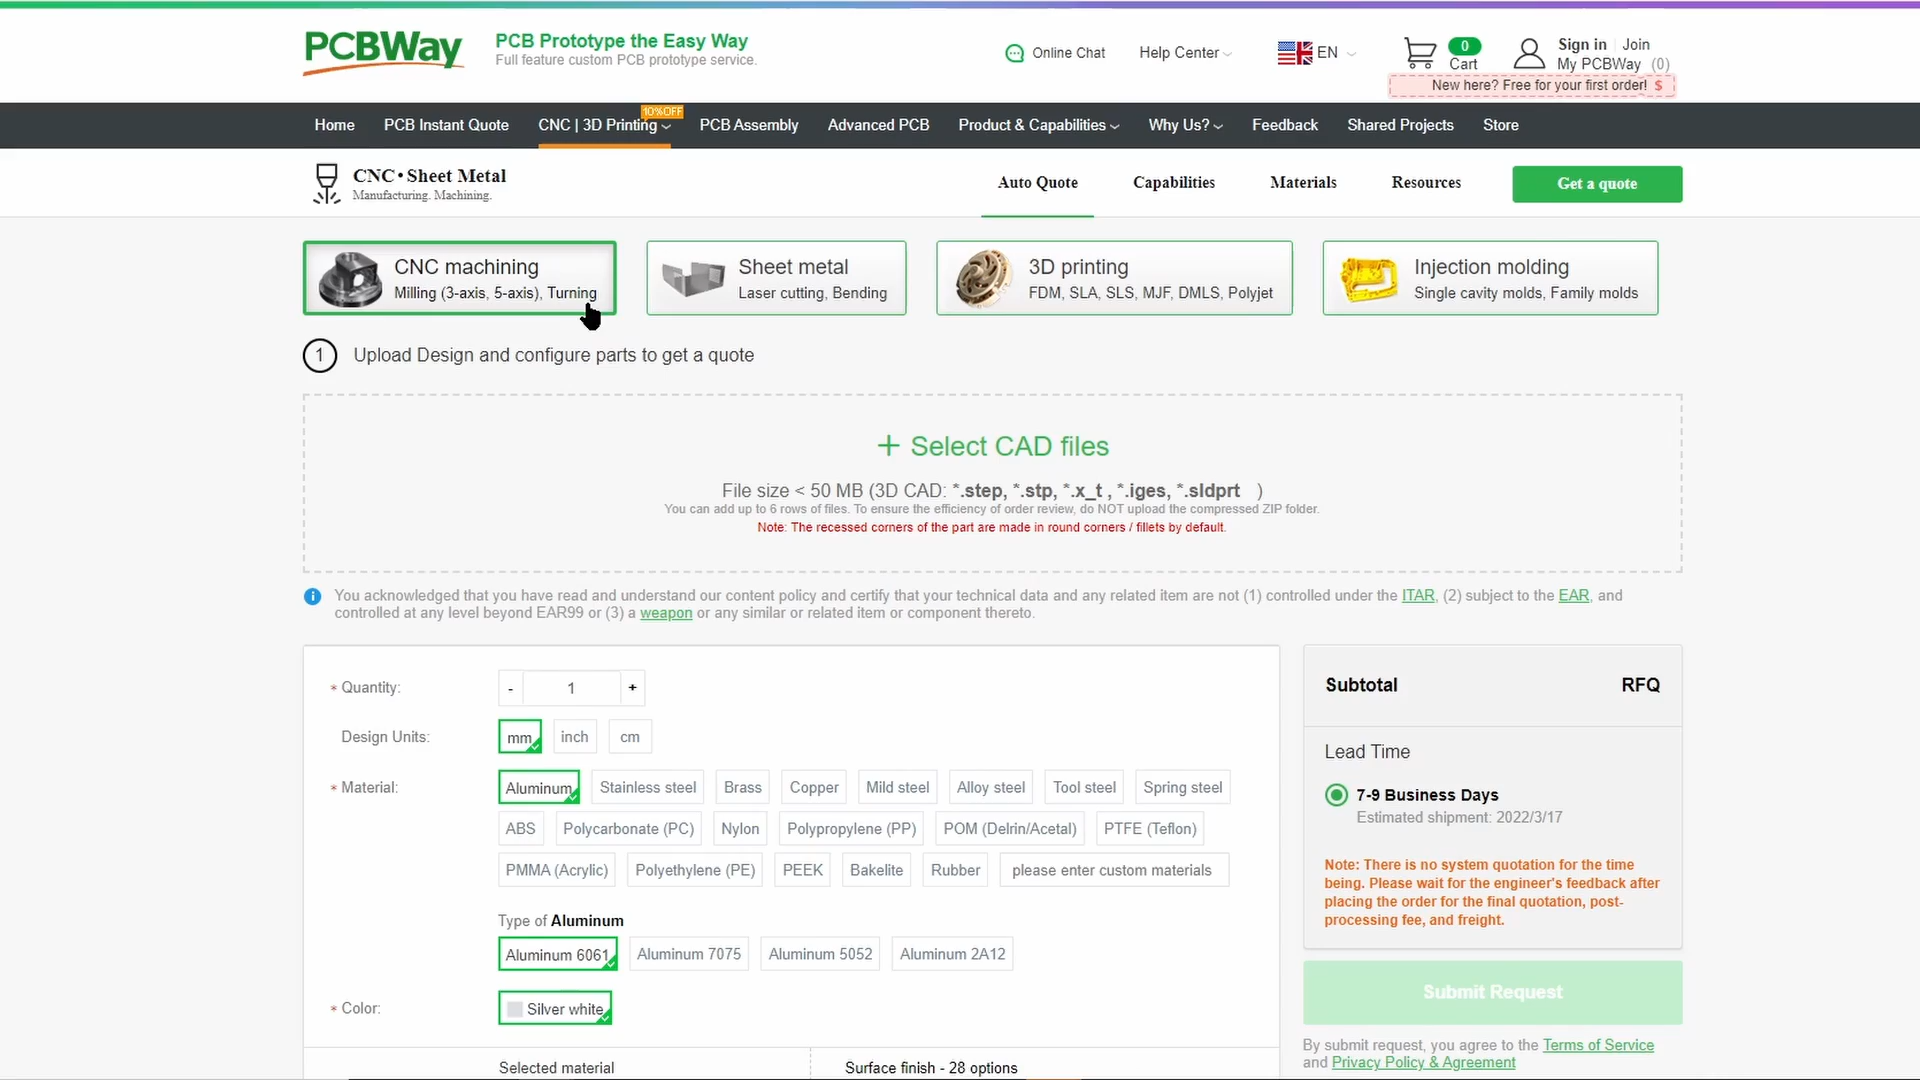 PCBWay
PCB Prototype the Easy Way
Full feature custom PCB prototype service.
Online Chat
Help Center
EN
0
Cart
Sign in
Join
My PCBWay (0)
New here? Free for your first order! $
Home
PCB Instant Quote
CNC | 3D Printing
10%OFF
PCB Assembly
Advanced PCB
Product & Capabilities
Why Us?
Feedback
Shared Projects
Store
CNC • Sheet Metal
Manufacturing. Machining.
Auto Quote
Capabilities
Materials
Resources
Get a quote
CNC machining
Milling (3-axis, 5-axis), Turning
Sheet metal
Laser cutting, Bending
3D printing
FDM, SLA, SLS, MJF, DMLS, Polyjet
Injection molding
Single cavity molds, Family molds
1 Upload Design and configure parts to get a quote
+ Select CAD files
File size < 50 MB (3D CAD: *.step, *.stp, *.x_t , *.iges, *.sldprt )
You can add up to 6 rows of files. To ensure the efficiency of order review, do NOT upload the compressed ZIP folder.
Note: The recessed corners of the part are made in round corners / fillets by default.
You acknowledged that you have read and understand our content policy and certify that your technical data and any related item are not (1) controlled under the ITAR, (2) subject to the EAR, and
controlled at any level beyond EAR99 or (3) a weapon or any similar or related item or component thereto.
* Quantity:
- 1 +
Design Units:
mm
inch
cm
* Material:
Aluminum
Stainless steel
Brass
Copper
Mild steel
Alloy steel
Tool steel
Spring steel
ABS
Polycarbonate (PC)
Nylon
Polypropylene (PP)
POM (Delrin/Acetal)
PTFE (Teflon)
PMMA (Acrylic)
Polyethylene (PE)
PEEK
Bakelite
Rubber
please enter custom materials
Type of Aluminum
Aluminum 6061
Aluminum 7075
Aluminum 5052
Aluminum 2A12
* Color:
Silver white
Selected material
Surface finish - 28 options
Subtotal
RFQ
Lead Time
7-9 Business Days
Estimated shipment: 2022/3/17
Note: There is no system quotation for the time
being. Please wait for the engineer's feedback after
placing the order for the final quotation, post-
processing fee, and freight.
Submit Request
By submit request, you agree to the Terms of Service
and Privacy Policy & Agreement